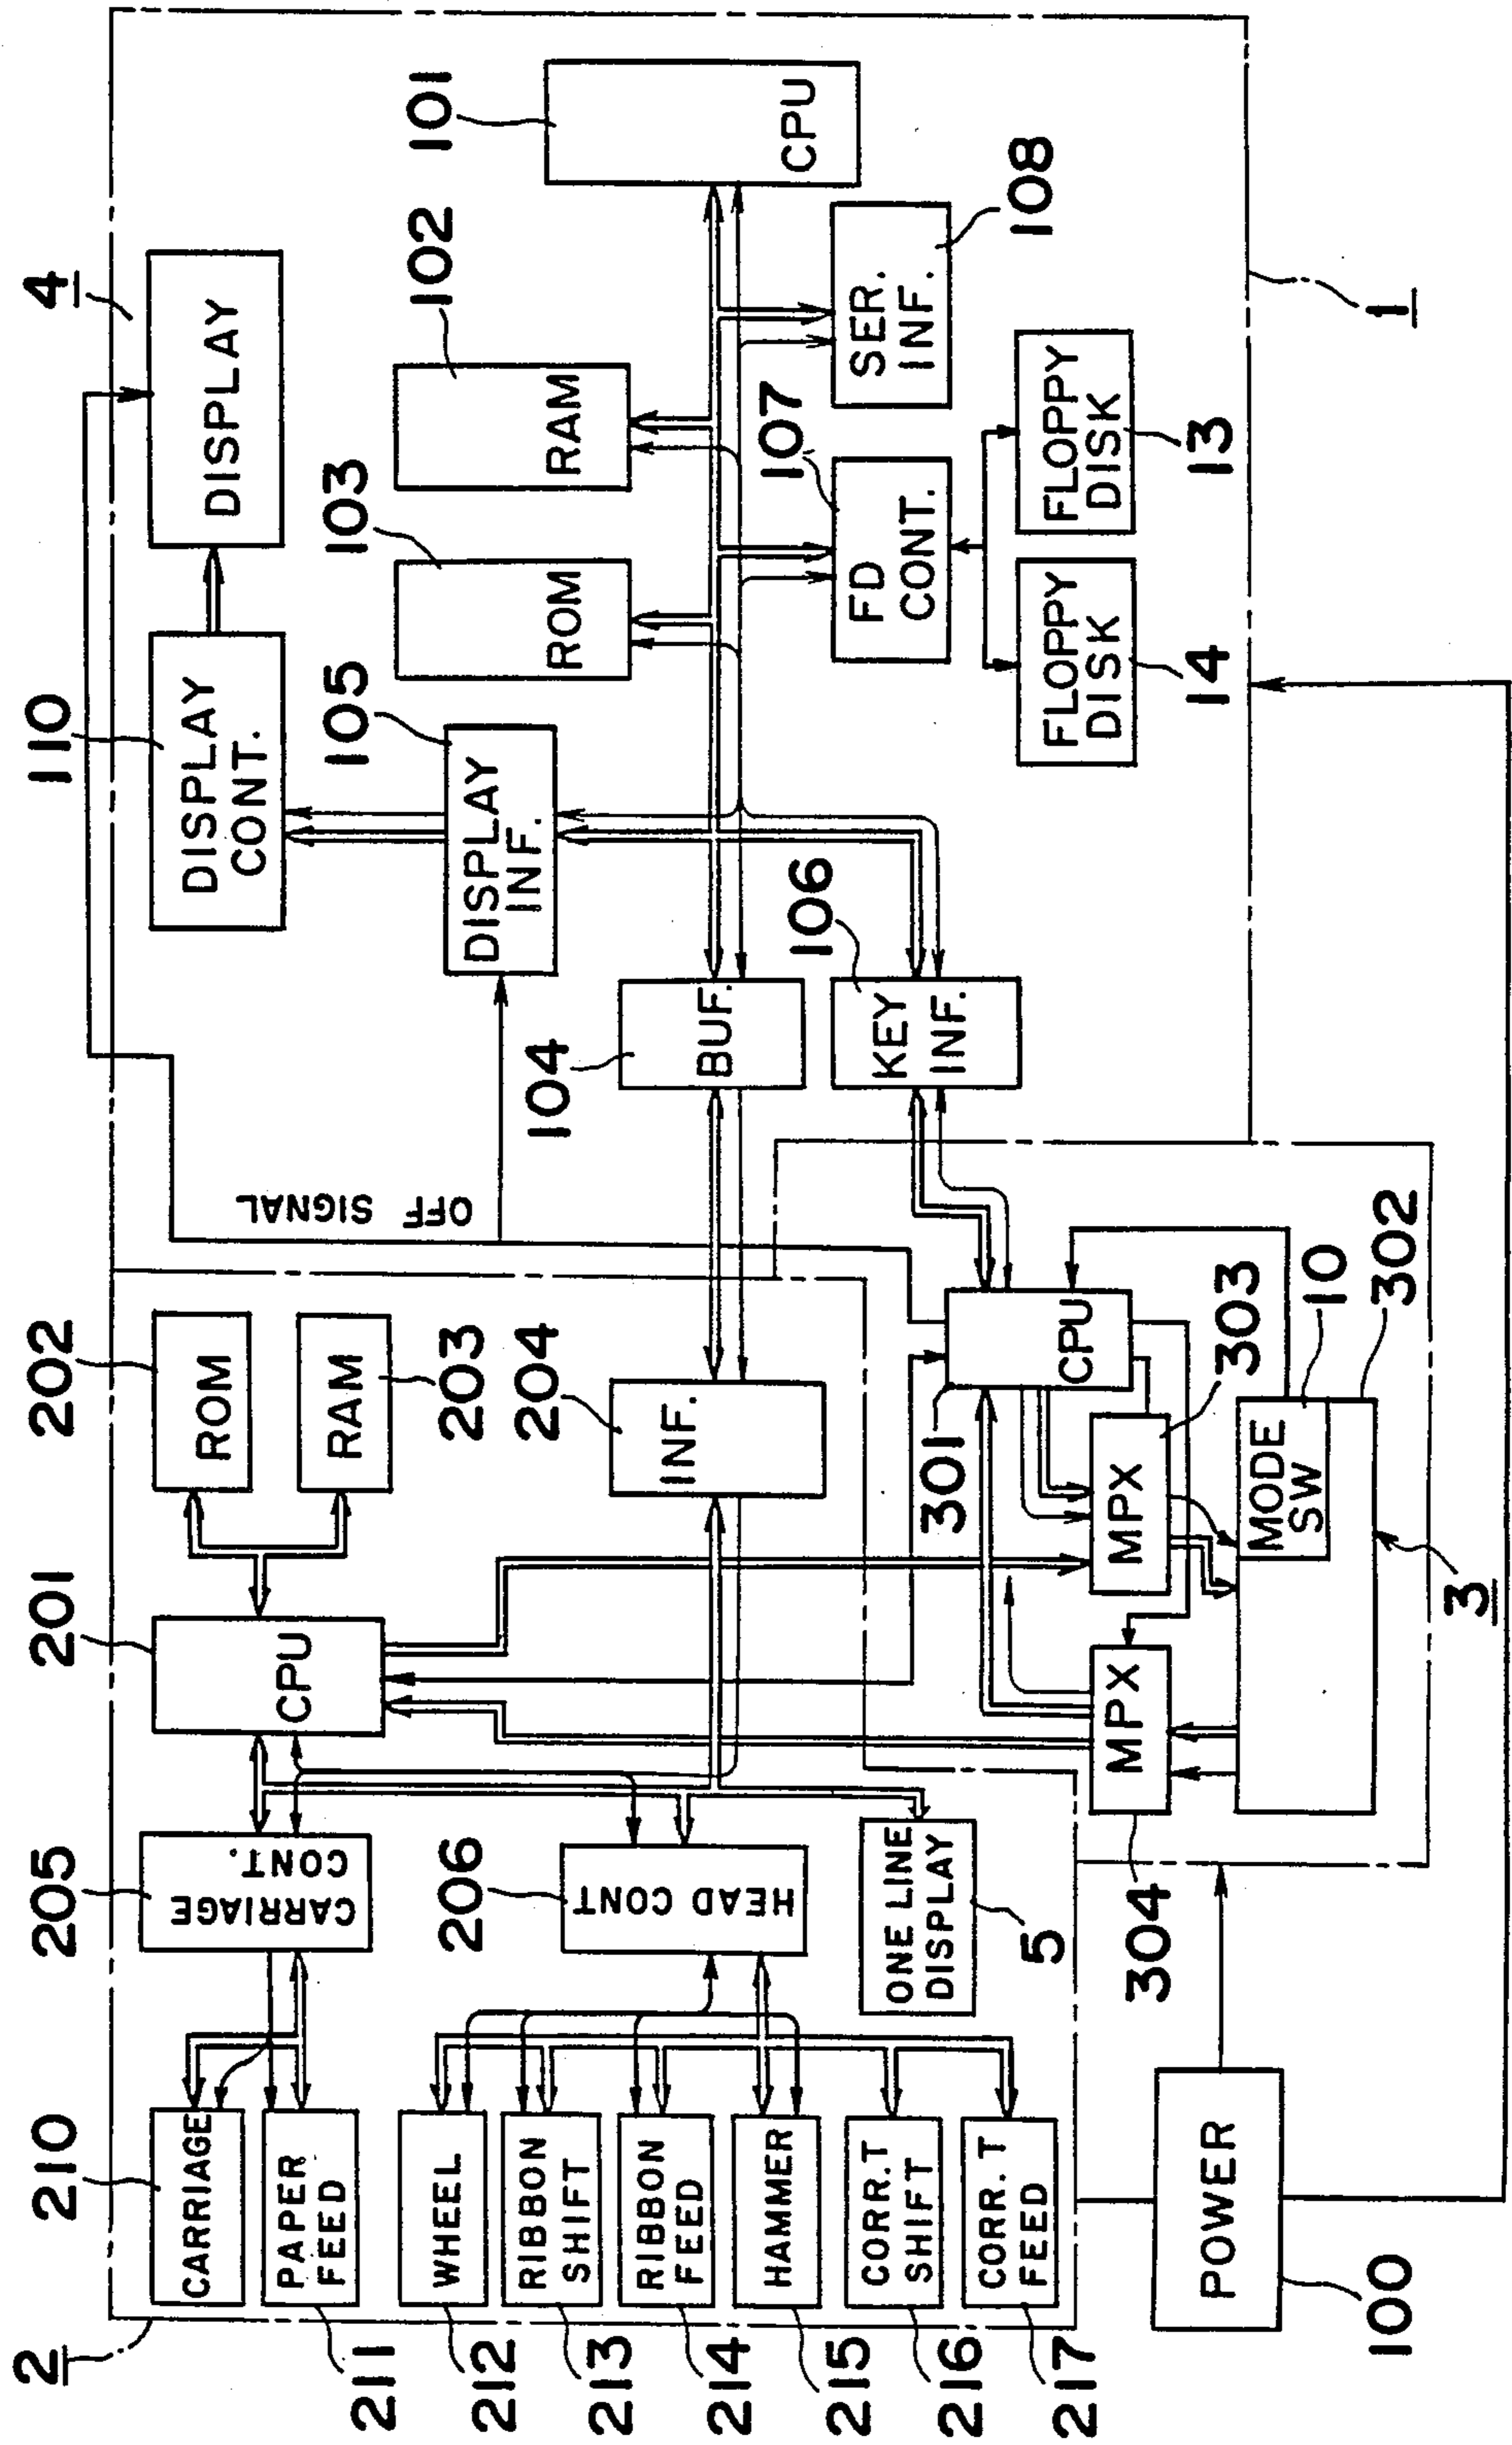 2
210
CARRIAGE
PAPER
FEED
211
205
CARRIAGE
CONT.
201
CPU
202
ROM
RAM
203
OFF SIGNAL
110
DISPLAY
CONT.
4
DISPLAY
105
DISPLAY
INF.
103
ROM
102
RAM
101
CPU
WHEEL
212
RIBBON
SHIFT
213
RIBBON
FEED
214
HAMMER
215
CORR.T
SHIFT
216
CORR.T
FEED
217
206
HEAD CONT
ONE LINE
DISPLAY
5
204
INF.
104
BUF.
106
KEY
INF.
107
FD
CONT.
SER.
INF.
108
FLOPPY
DISK
14
FLOPPY
DISK
13
1
301
CPU
MPX
303
MPX
304
MODE
SW
10
302
3
POWER
100